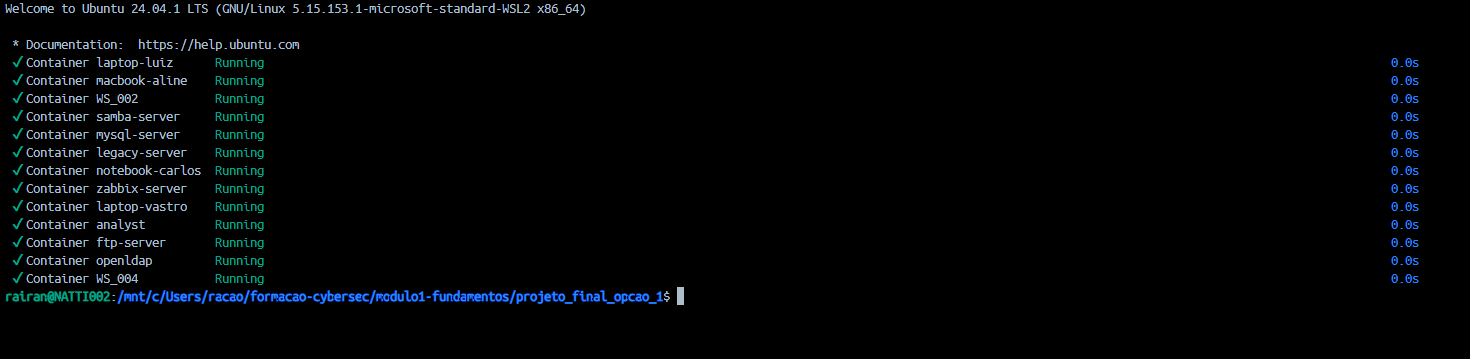 Welcome to Ubuntu 24.04.1 LTS (GNU/Linux 5.15.153.1-microsoft-standard-WSL2 x86_64)
* Documentation: https://help.ubuntu.com
✓ Container laptop-luiz Running 0.0s
✓ Container macbook-aline Running 0.0s
✓ Container WS_002 Running 0.0s
✓ Container samba-server Running 0.0s
✓ Container mysql-server Running 0.0s
✓ Container legacy-server Running 0.0s
✓ Container notebook-carlos Running 0.0s
✓ Container zabbix-server Running 0.0s
✓ Container laptop-vastro Running 0.0s
✓ Container analyst Running 0.0s
✓ Container ftp-server Running 0.0s
✓ Container openldap Running 0.0s
✓ Container WS_004 Running 0.0s
rairan@NATTI002:/mnt/c/Users/racao/formacao-cybersec/modulo1-fundamentos/projeto_final_opcao_1$